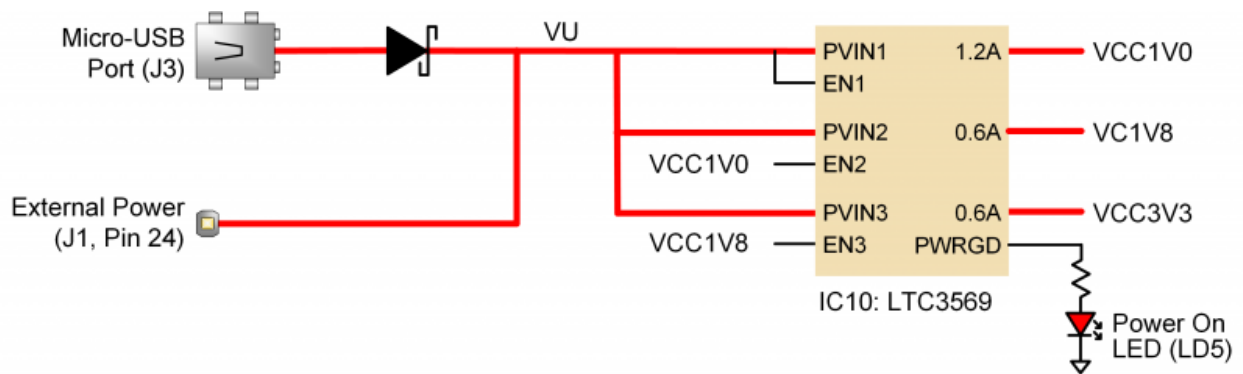 Micro-USB
Port (J3)
VU
PVIN1
1.2A
VCC1V0
EN1
PVIN2
0.6A
VC1V8
VCC1V0
EN2
External Power
(J1, Pin 24)
PVIN3
0.6A
VCC3V3
VCC1V8
EN3
PWRGD
IC10: LTC3569
Power On
LED (LD5)